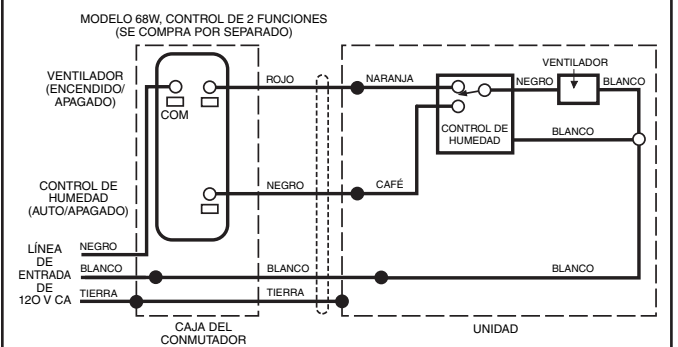 MODELO 68W, CONTROL DE 2 FUNCIONES
(SE COMPRA POR SEPARADO)
VENTILADOR
(ENCENDIDO/
APAGADO)
COM
ROJO
NARANJA
NEGRO
VENTILADOR
BLANCO
CONTROL DE
HUMEDAD
BLANCO
CONTROL DE
HUMEDAD
(AUTO/APAGADO)
NEGRO
CAFÉ
LÍNEA
DE
ENTRADA
DE
12O V CA
NEGRO
BLANCO
BLANCO
BLANCO
TIERRA
TIERRA
CAJA DEL
CONMUTADOR
UNIDAD